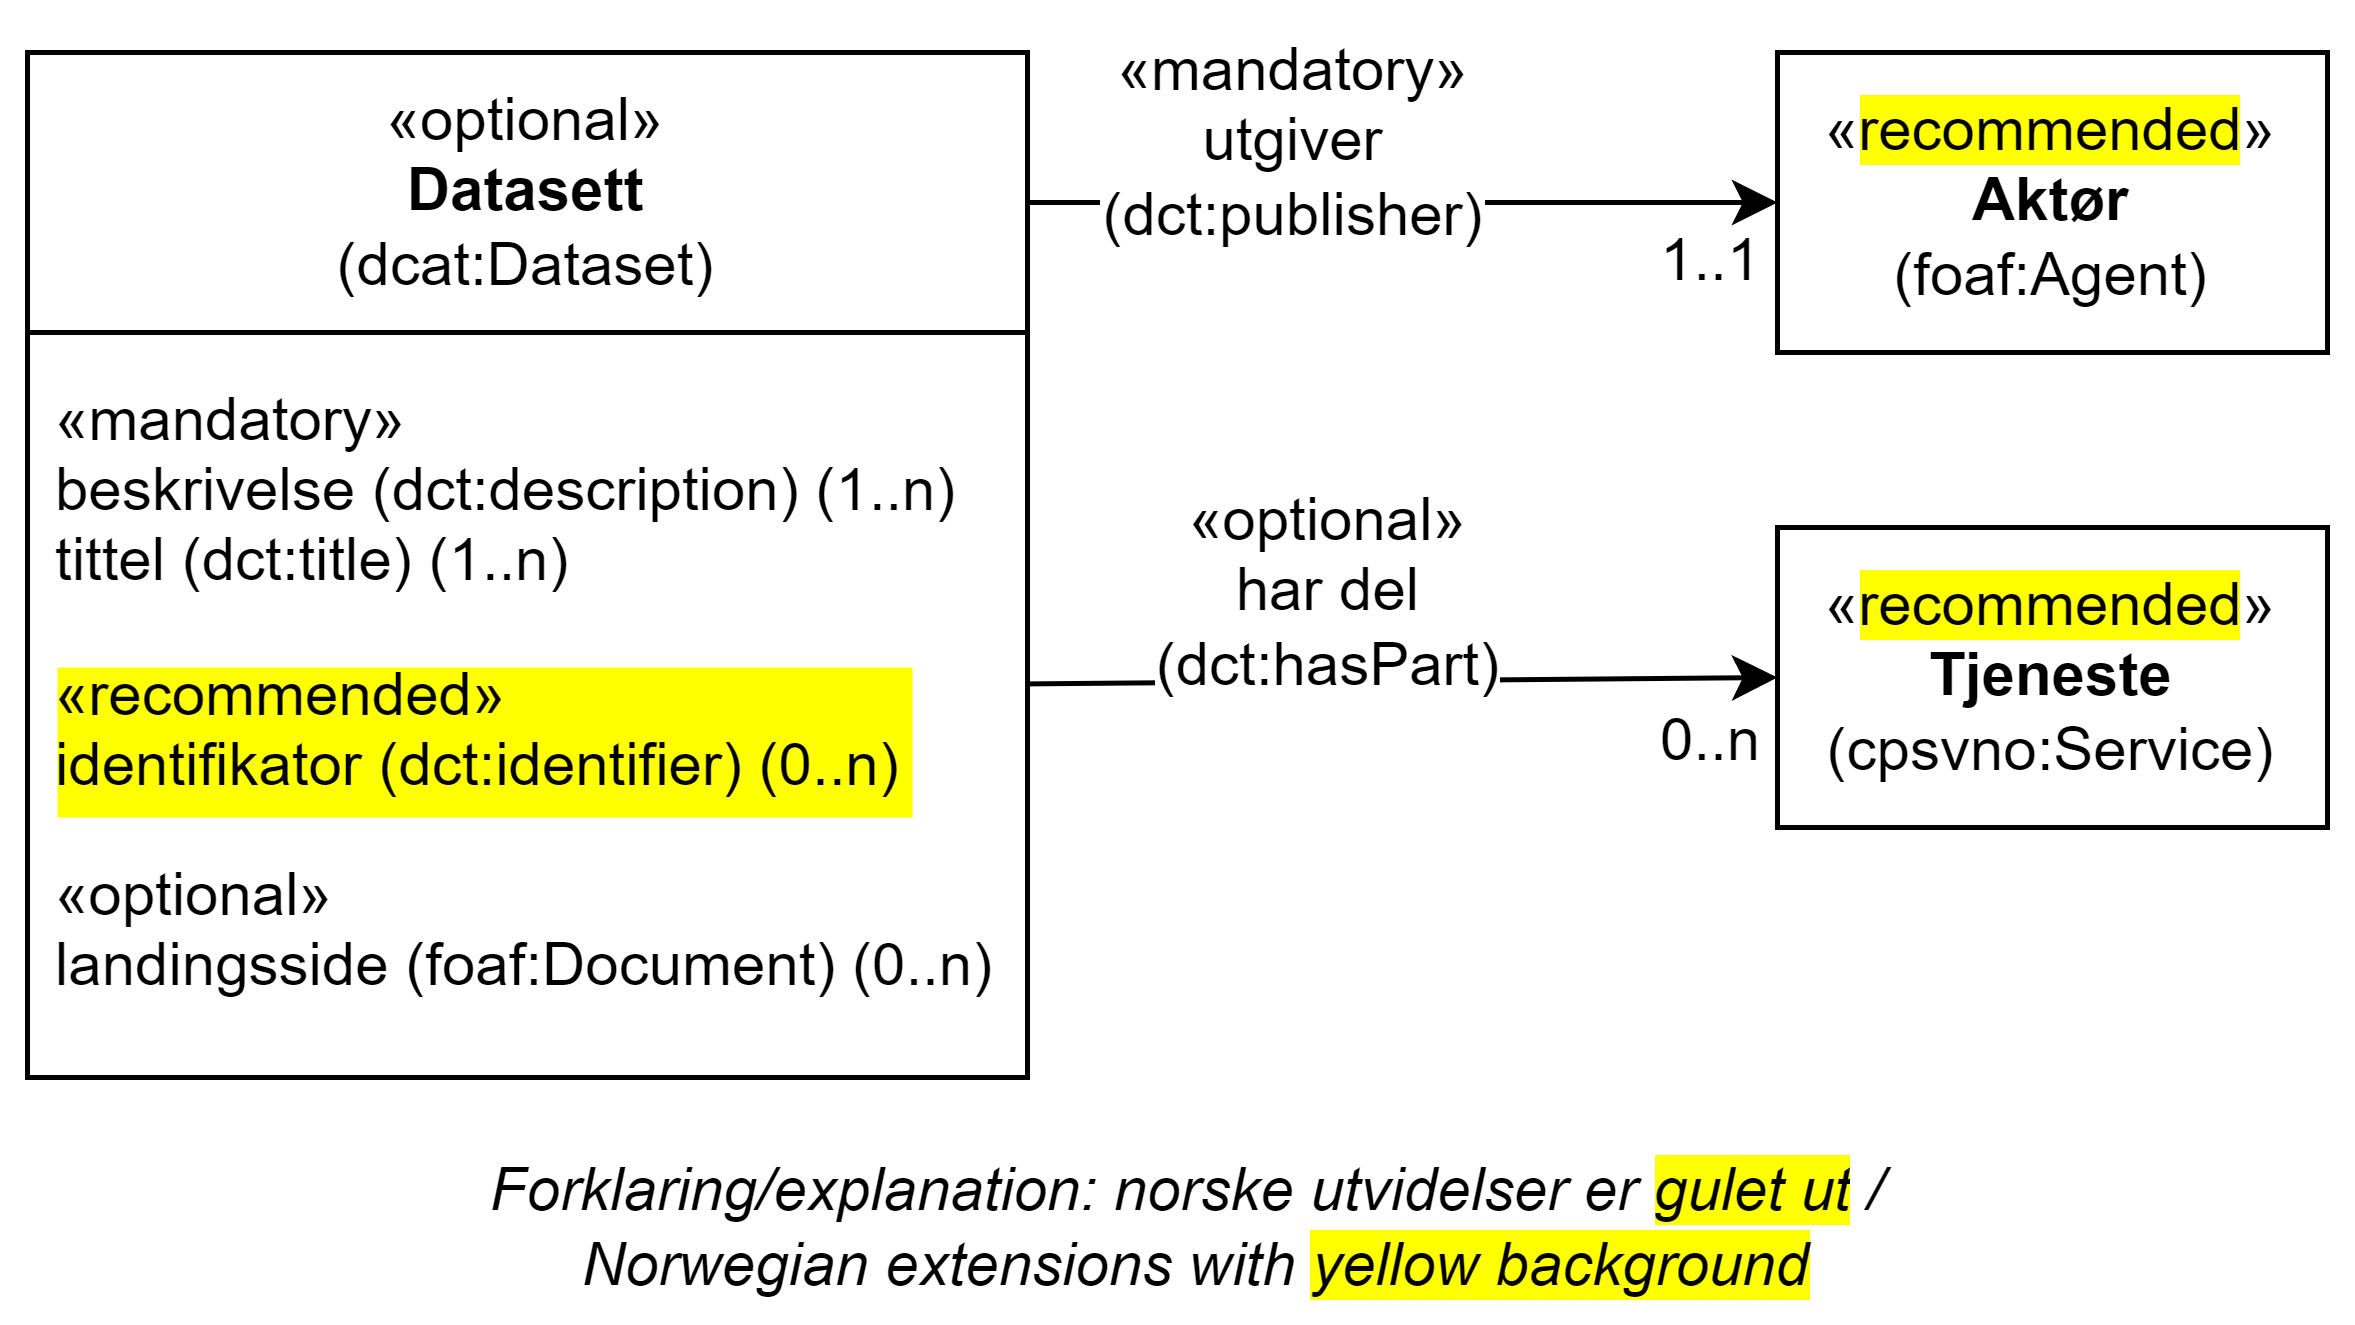 «optional»
Datasett
(dcat:Dataset)
«mandatory»
beskrivelse (dct:description) (1..n)
tittel (dct:title) (1..n)
«recommended»
identifikator (dct:identifier) (0..n)
«optional»
landingsside (foaf:Document) (0..n)
«mandatory»
utgiver
(dct:publisher)
1..1
«recommended»
Aktør
(foaf:Agent)
«optional»
har del
(dct:hasPart)
0..n
«recommended»
Tjeneste
(cpsvno:Service)
Forklaring/explanation: norske utvidelser er gulet ut /
Norwegian extensions with yellow background